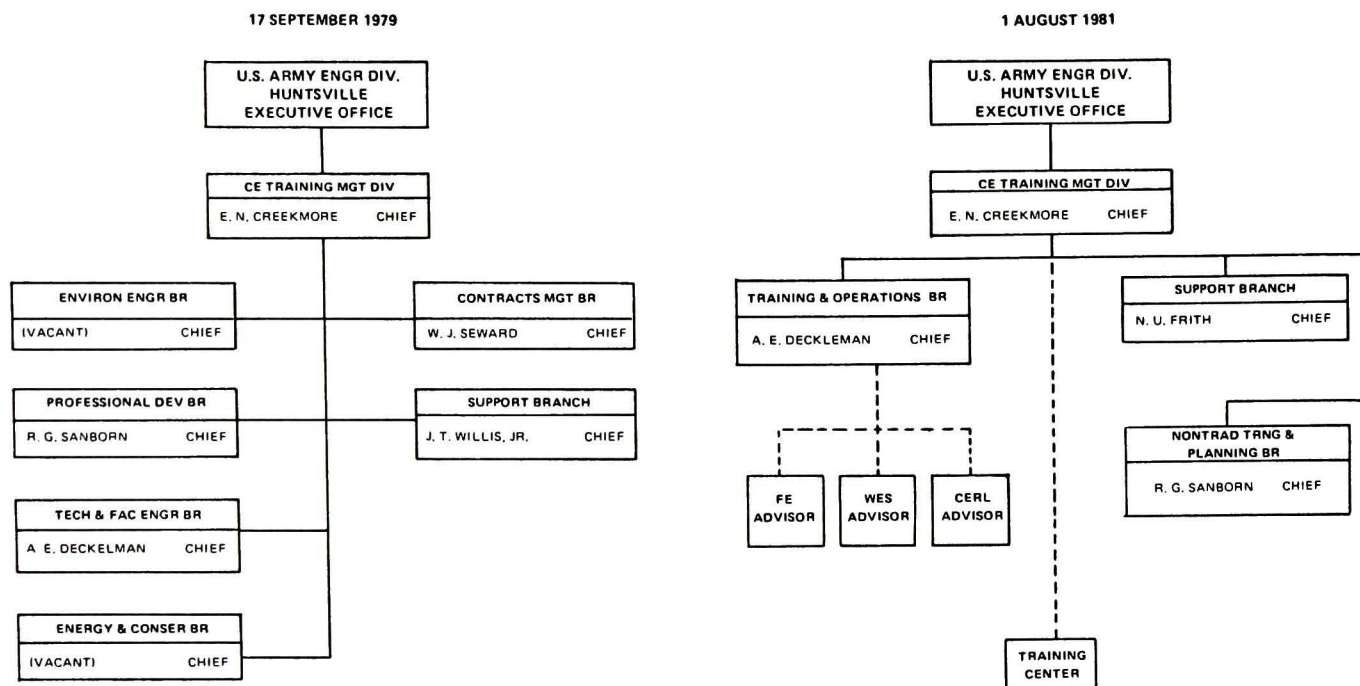 17 SEPTEMBER 1979
U.S. ARMY ENGR DIV.
HUNTSVILLE
EXECUTIVE OFFICE
CE TRAINING MGT DIV
E. N. CREEKMORE CHIEF
ENVIRON ENGR BR
(VACANT) CHIEF
CONTRACTS MGT BR
W. J. SEWARD CHIEF
PROFESSIONAL DEV BR
R. G. SANBORN CHIEF
SUPPORT BRANCH
J. T. WILLIS, JR. CHIEF
TECH & FAC ENGR BR
A E. DECKELMAN CHIEF
ENERGY & CONSER BR
(VACANT) CHIEF
1 AUGUST 1981
U.S. ARMY ENGR DIV.
HUNTSVILLE
EXECUTIVE OFFICE
CE TRAINING MGT DIV
E. N. CREEKMORE CHIEF
TRAINING & OPERATIONS BR
A. E. DECKLEMAN CHIEF
SUPPORT BRANCH
N. U. FRITH CHIEF
FE
ADVISOR
WES
ADVISOR
CERL
ADVISOR
NONTRAD TRNG &
PLANNING BR
R. G. SANBORN CHIEF
TRAINING
CENTER